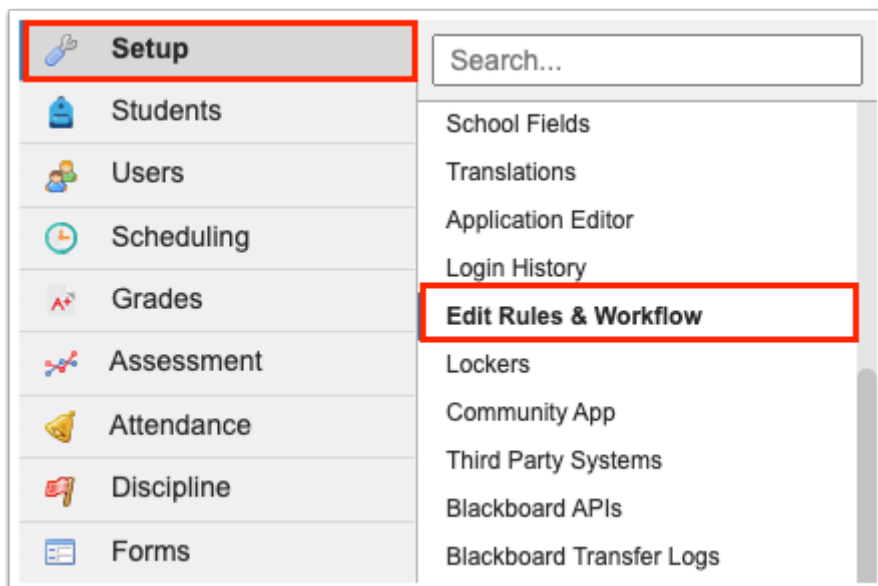 Setup
Students
Users
Scheduling
A+
Grades
Assessment
Attendance
Discipline
Forms
Search...
School Fields
Translations
Application Editor
Login History
Edit Rules & Workflow
Lockers
Community App
Third Party Systems
Blackboard APIs
Blackboard Transfer Logs